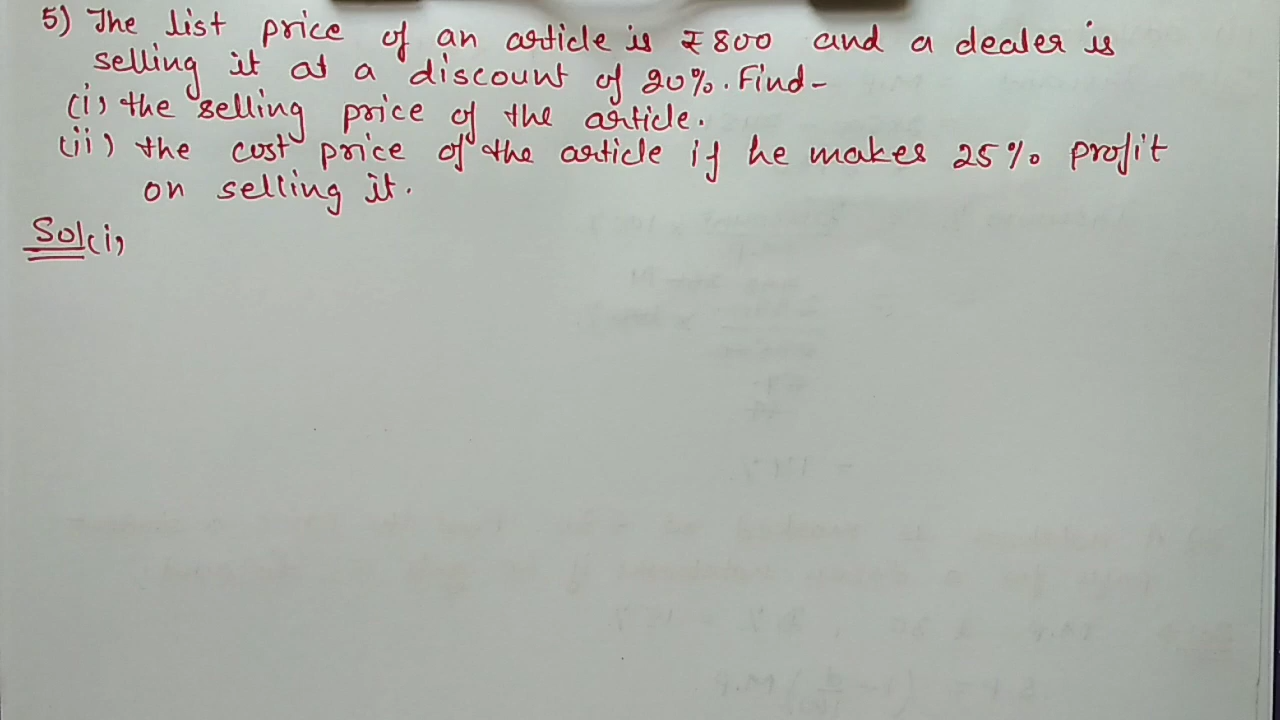 5) The list price of an article is ₹800 and a dealer is
selling it at a discount of 20%. Find-
(i) the selling price of the article.
(ii) the cost price of the article if he makes 25% profit
on selling it.
Sol(i)